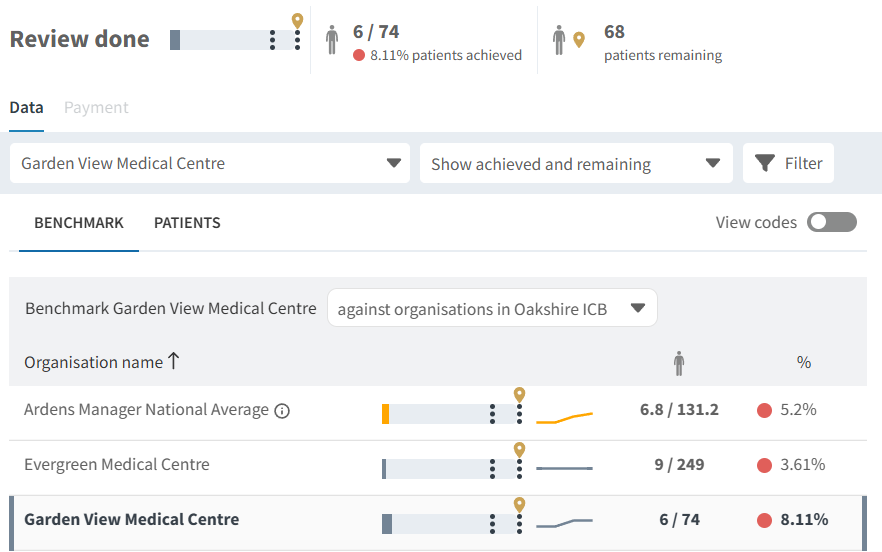 Review done
6 / 74
8.11% patients achieved
68
patients remaining
Data Payment
Garden View Medical Centre
Show achieved and remaining
Filter
BENCHMARK PATIENTS
View codes
Benchmark Garden View Medical Centre
against organisations in Oakshire ICB
Organisation name ↑ %
Ardens Manager National Average 6.8 / 131.2 5.2%
Evergreen Medical Centre 9 / 249 3.61%
Garden View Medical Centre 6 / 74 8.11%